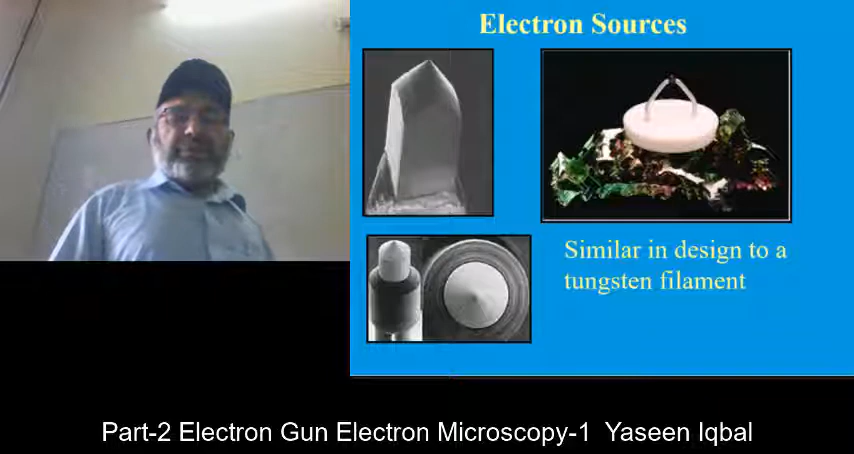 Electron Sources
Similar in design to a
tungsten filament
Part-2 Electron Gun Electron Microscopy-1  Yaseen Iqbal